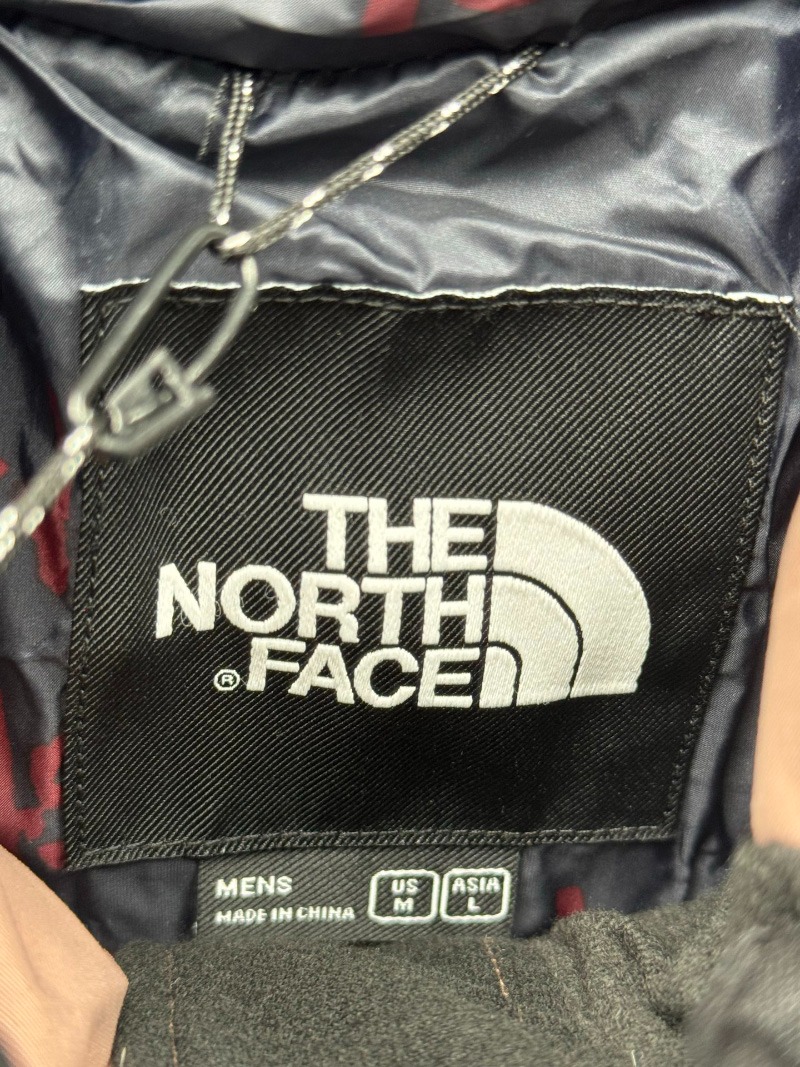 THE
NORTH
® FACE
MENS
MADE IN CHINA
US
M
ASIA
L